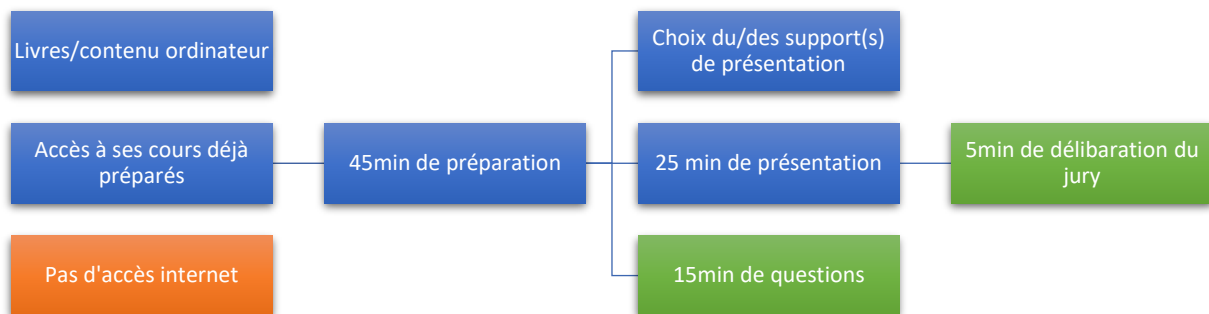 Livres/contenu ordinateur
Choix du/des support(s)
de présentation
Accès à ses cours déjà
préparés
45min de préparation
25 min de présentation
5min de délibaration du
jury
Pas d'accès internet
15min de questions